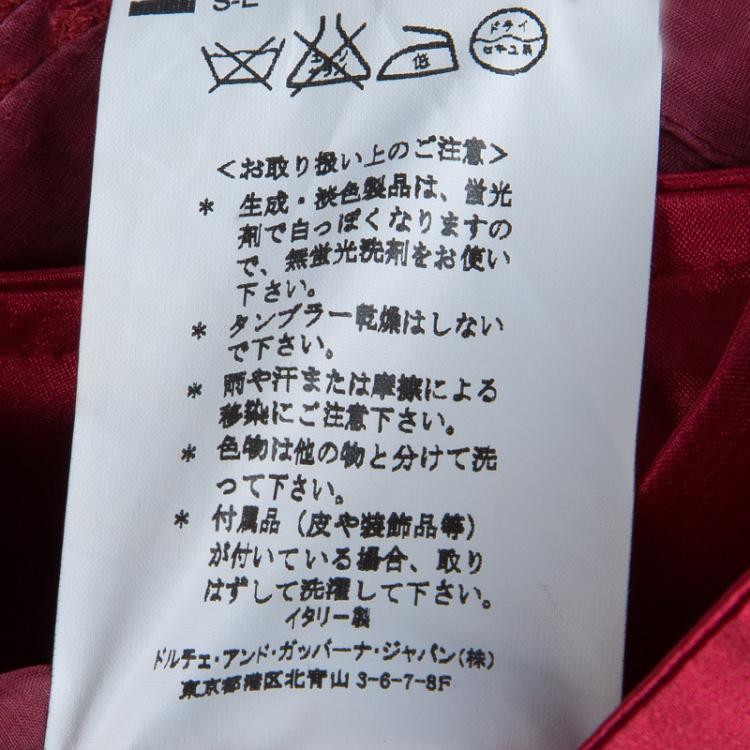 S-L
低
ドライ
セキユ系
<お取り扱い上のご注意>
* 生成・淡色製品は、蛍光
剤で白っぽくなりますの
で、無蛍光洗剤をお使い
下さい。
* タンブラー乾燥はしない
で下さい。
* 雨や汗または摩擦による
移染にご注意下さい。
* 色物は他の物と分けて洗
って下さい。
* 付属品(皮や装飾品等)
が付いている場合、取り
はずして洗濯して下さい。
イタリー製
ドルチェ・アンド・ガッバーナ・ジャパン(株)
東京都港区北青山 3-6-7-8F